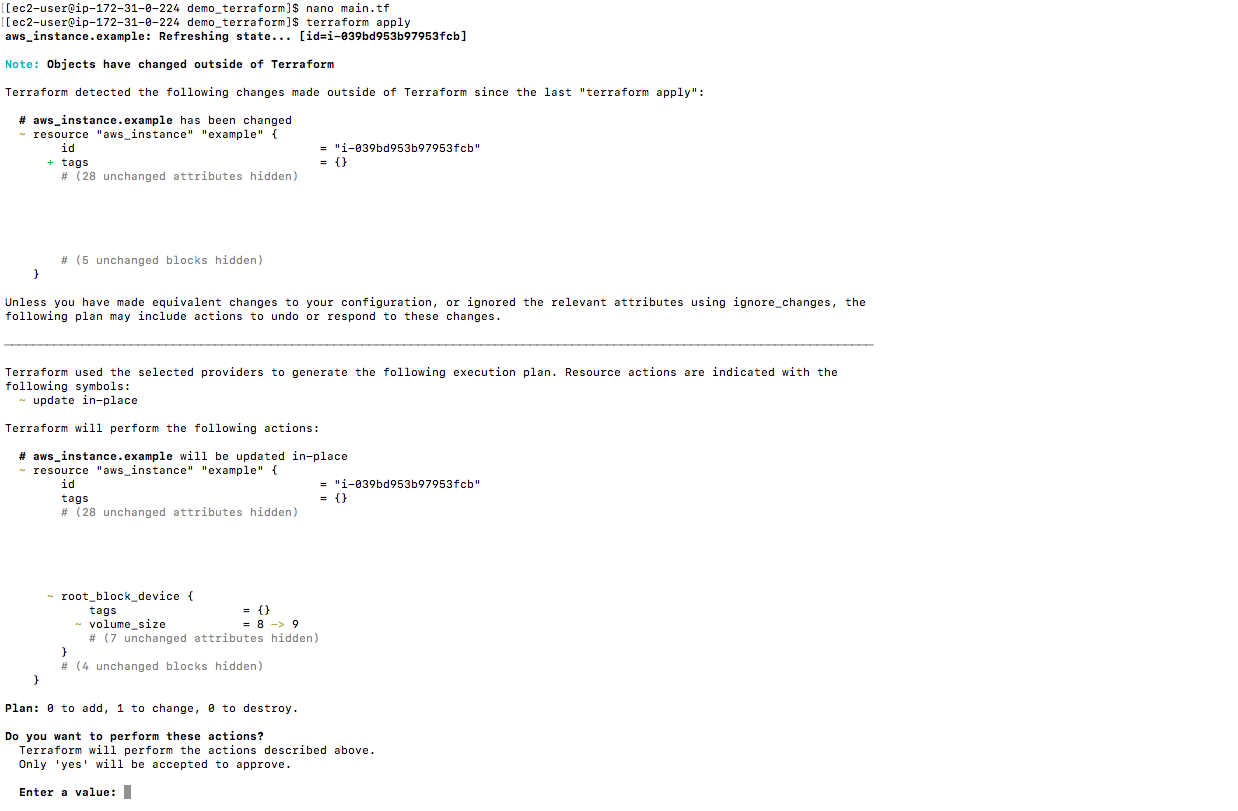 [[ec2-user@ip-172-31-0-224 demo_terraform]$ nano main.tf
[[ec2-user@ip-172-31-0-224 demo_terraform]$ terraform apply
aws_instance.example: Refreshing state... [id=i-039bd953b97953fcb]
Note: Objects have changed outside of Terraform
Terraform detected the following changes made outside of Terraform since the last "terraform apply":
# aws_instance.example has been changed
~ resource "aws_instance" "example" {
id = "i-039bd953b97953fcb"
+ tags = {}
# (28 unchanged attributes hidden)
# (5 unchanged blocks hidden)
}
Unless you have made equivalent changes to your configuration, or ignored the relevant attributes using ignore_changes, the
following plan may include actions to undo or respond to these changes.
Terraform used the selected providers to generate the following execution plan. Resource actions are indicated with the
following symbols:
~ update in-place
Terraform will perform the following actions:
# aws_instance.example will be updated in-place
~ resource "aws_instance" "example" {
id = "i-039bd953b97953fcb"
tags = {}
# (28 unchanged attributes hidden)
~ root_block_device {
tags = {}
~ volume_size = 8 -> 9
# (7 unchanged attributes hidden)
}
# (4 unchanged blocks hidden)
}
Plan: 0 to add, 1 to change, 0 to destroy.
Do you want to perform these actions?
Terraform will perform the actions described above.
Only 'yes' will be accepted to approve.
Enter a value: